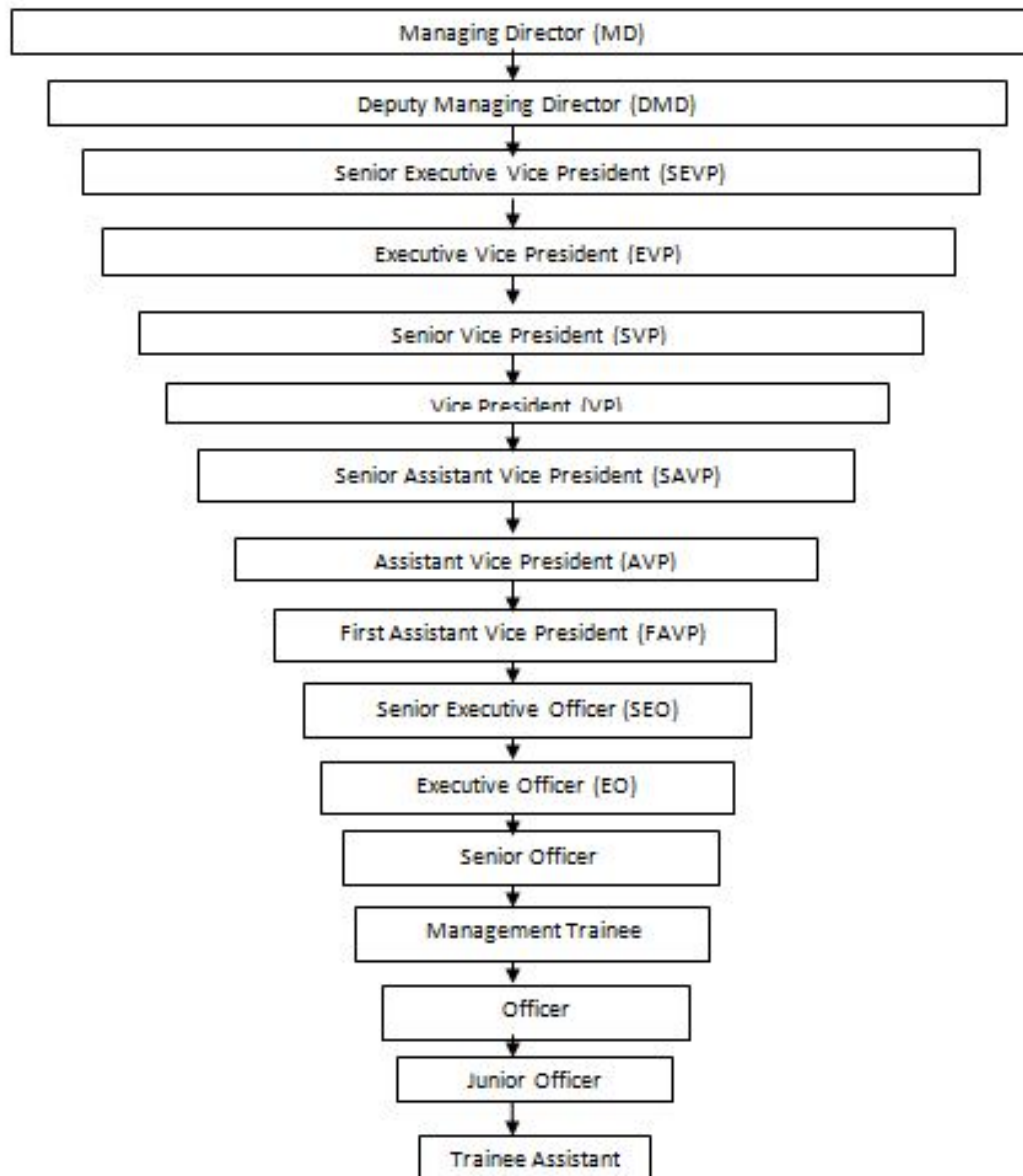 Managing Director (MD)
Deputy Managing Director (DMD)
Senior Executive Vice President (SEVP)
Executive Vice President (EVP)
Senior Vice President (SVP)
Vice President (VP)
Senior Assistant Vice President (SAVP)
Assistant Vice President (AVP)
First Assistant Vice President (FAVP)
Senior Executive Officer (SEO)
Executive Officer (EO)
Senior Officer
Management Trainee
Officer
Junior Officer
Trainee Assistant